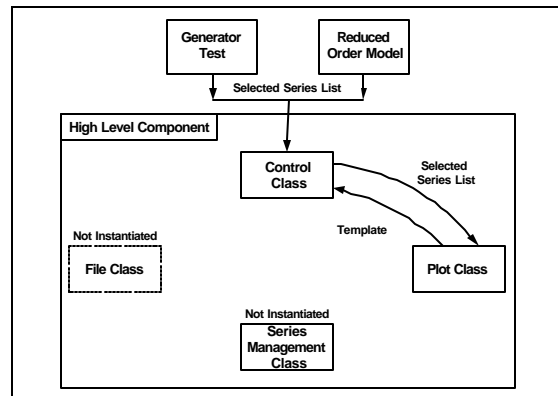 Generator
Test
Reduced
Order Model
Selected Series List
High Level Component
Control
Class
Selected
Series List
Template
Not Instantiated
File Class
Plot Class
Not Instantiated
Series
Management
Class